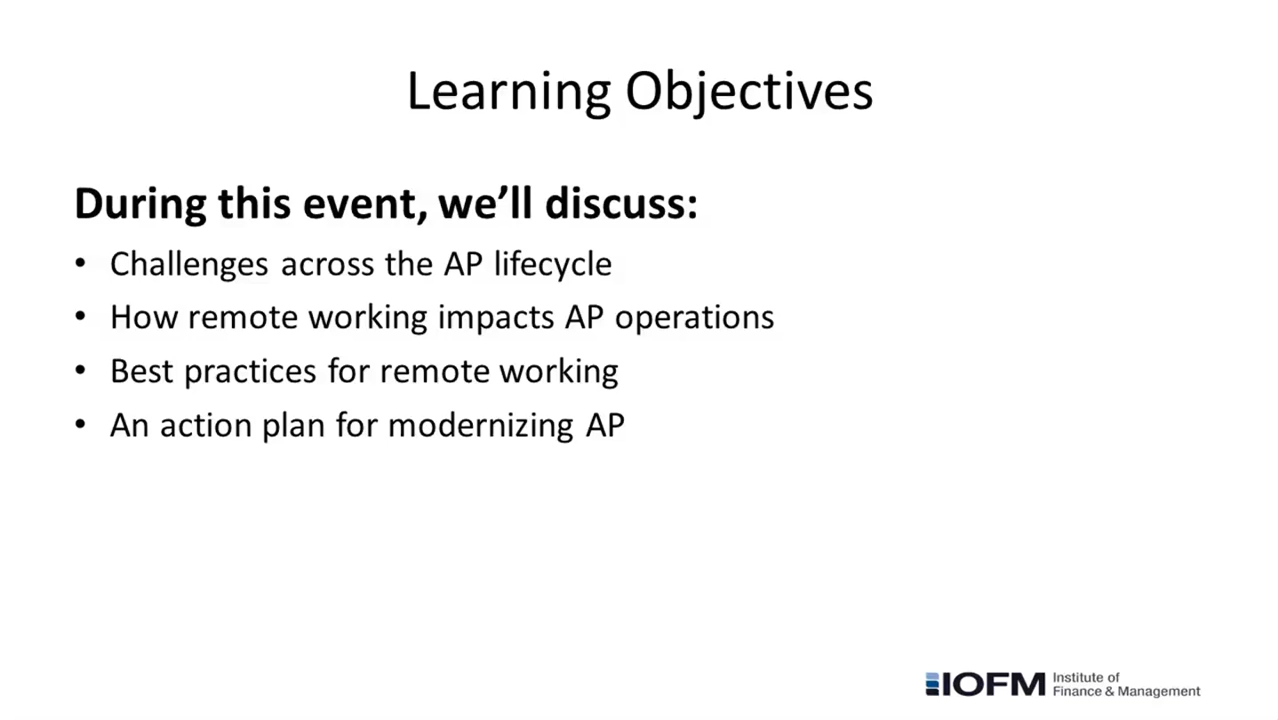 Learning Objectives
During this event, we’ll discuss:
• Challenges across the AP lifecycle
• How remote working impacts AP operations
• Best practices for remote working
• An action plan for modernizing AP
IOFM Institute of
Finance & Management